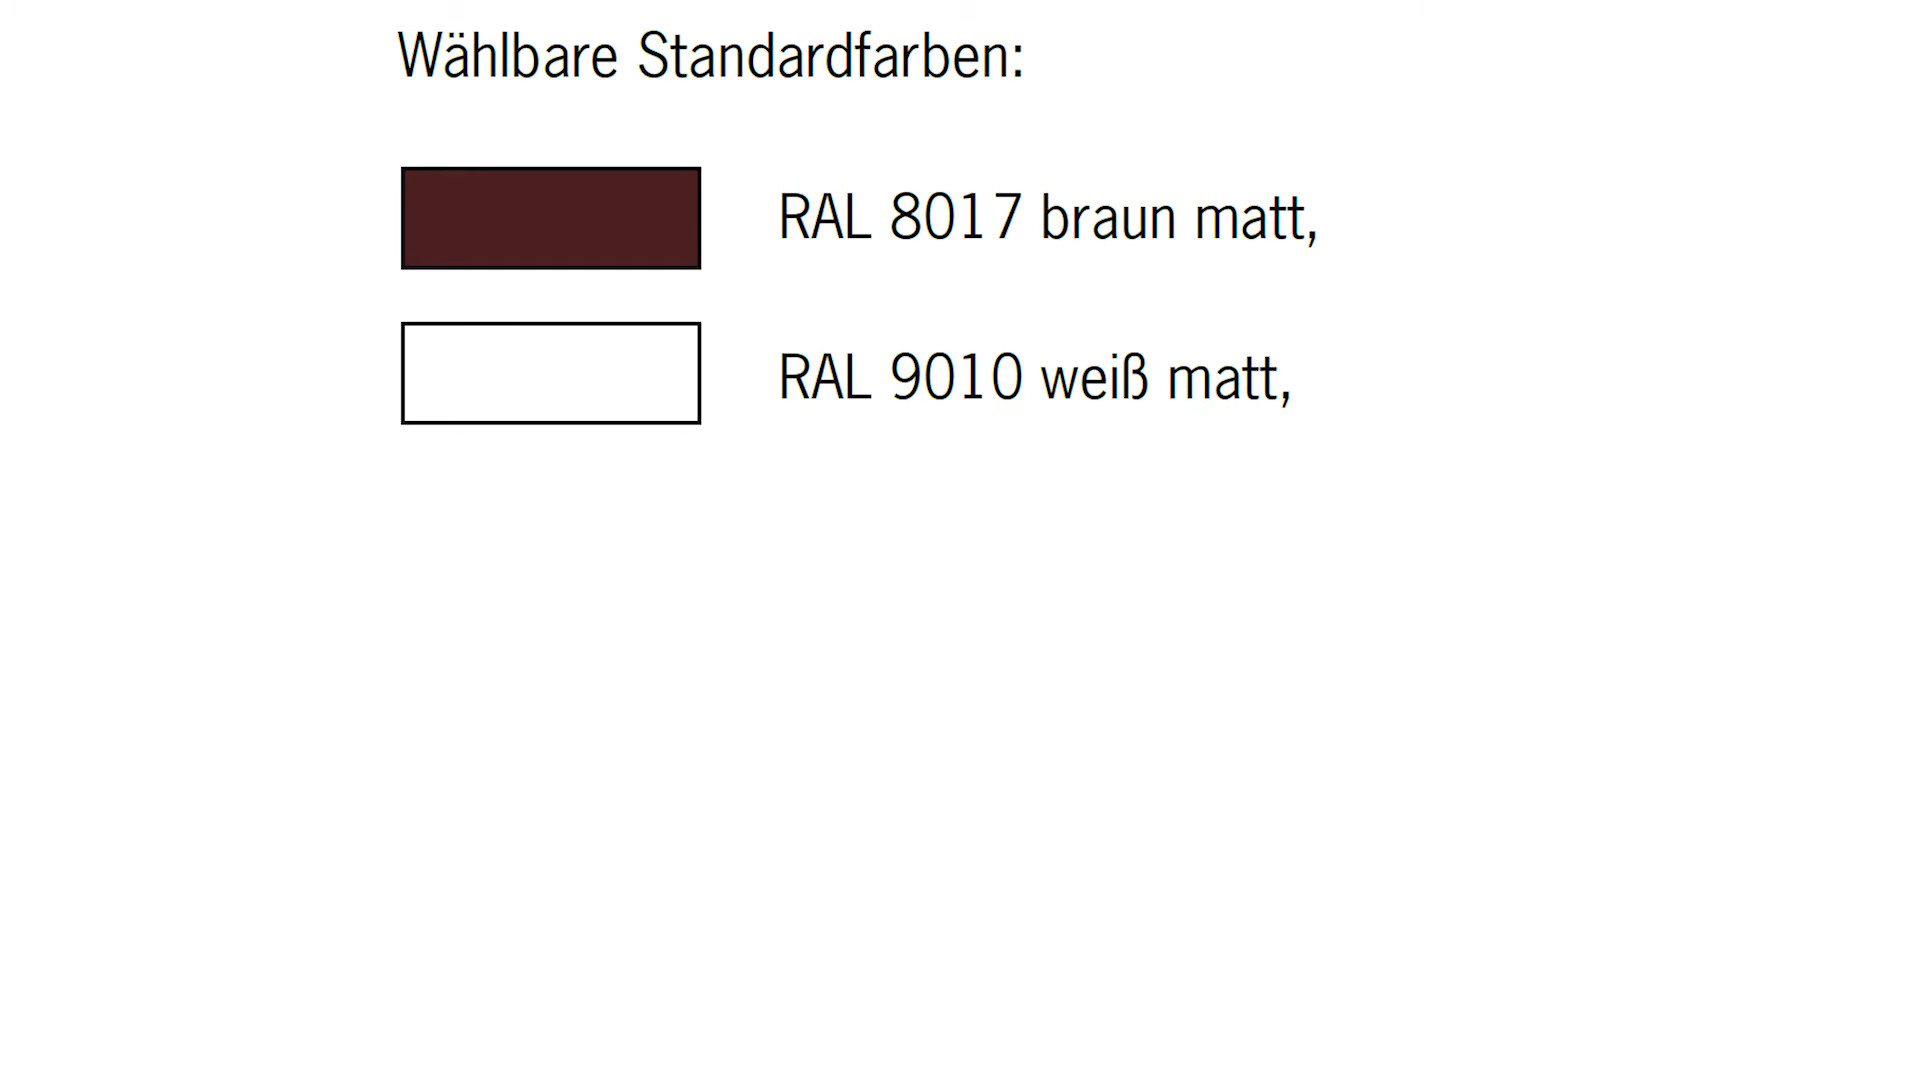 Wählbare Standardfarben:
RAL 8017 braun matt,
RAL 9010 weiß matt,